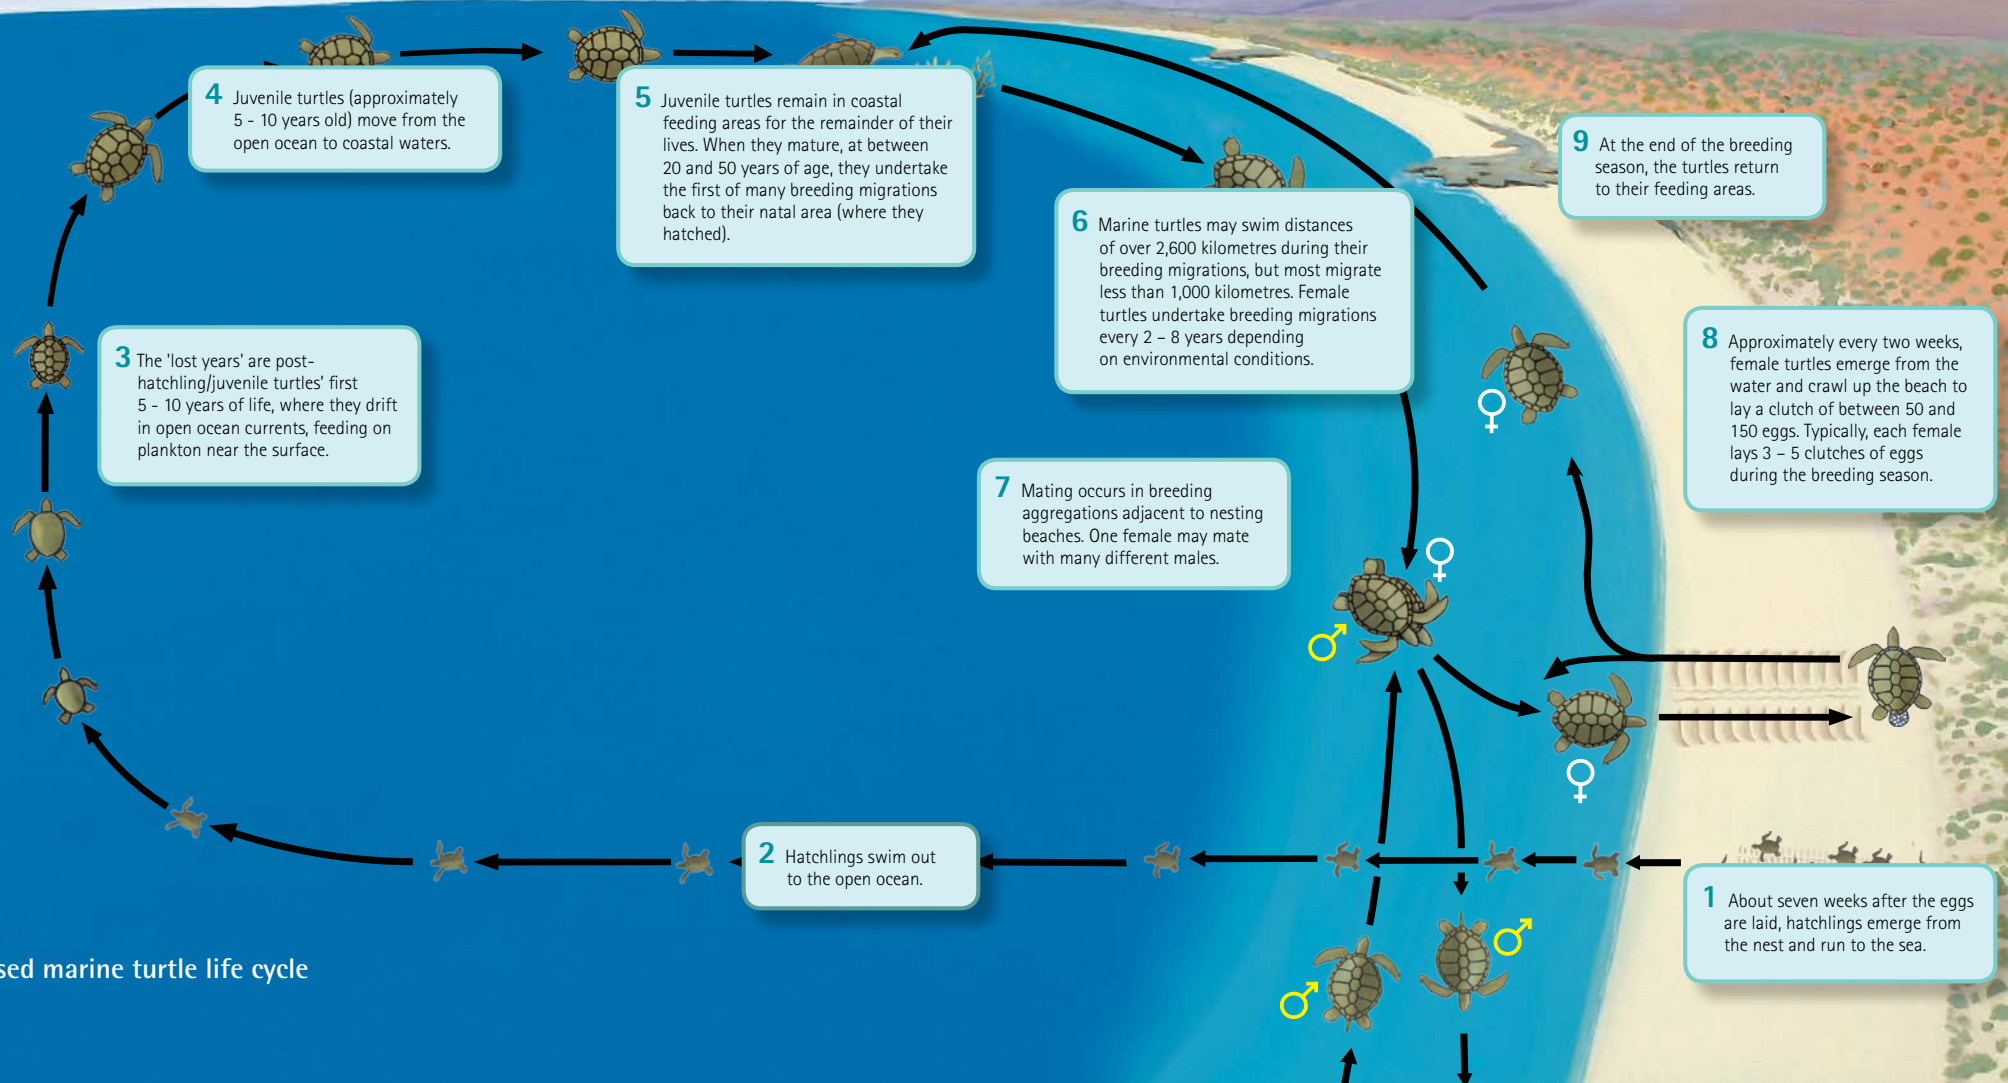 4 Juvenile turtles (approximately
5 - 10 years old) move from the
open ocean to coastal waters.
5 Juvenile turtles remain in coastal
feeding areas for the remainder of their
lives. When they mature, at between
20 and 50 years of age, they undertake
the first of many breeding migrations
back to their natal area (where they
hatched).
9 At the end of the breeding
season, the turtles return
to their feeding areas.
6 Marine turtles may swim distances
of over 2,600 kilometres during their
breeding migrations, but most migrate
less than 1,000 kilometres. Female
turtles undertake breeding migrations
every 2 – 8 years depending
on environmental conditions.
3 The 'lost years' are post-
hatchling/juvenile turtles' first
5 - 10 years of life, where they drift
in open ocean currents, feeding on
plankton near the surface.
8 Approximately every two weeks,
female turtles emerge from the
water and crawl up the beach to
lay a clutch of between 50 and
150 eggs. Typically, each female
lays 3 – 5 clutches of eggs
during the breeding season.
7 Mating occurs in breeding
aggregations adjacent to nesting
beaches. One female may mate
with many different males.
2 Hatchlings swim out
to the open ocean.
1 About seven weeks after the eggs
are laid, hatchlings emerge from
the nest and run to the sea.
sed marine turtle life cycle